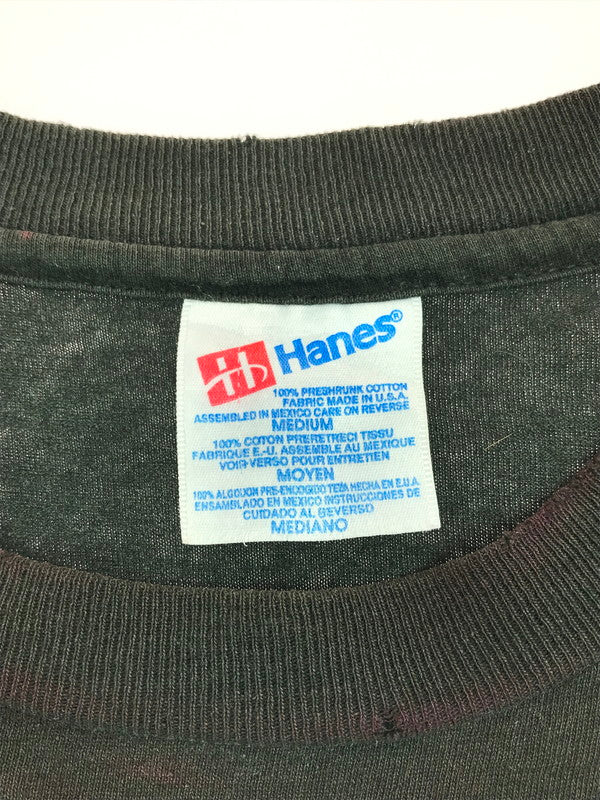 Hanes®
100% PRESHRUNK COTTON
FABRIC MADE IN U.S.A.
ASSEMBLED IN MEXICO CARE ON REVERSE
MEDIUM
100% COTON PRERETRECI TISSU
FABRIQUE E.-U. ASSEMBLE AU MEXIQUE
VOIR VERSO POUR ENTRETIEN
MOYEN
100% ALGODON PRE-ENCOGIDO TEZA HECHA EN E.U.A.
ENSAMBLADO EN MEXICO INSTRUCCIONES DE
CUIDADO AL REVERSO
MEDIANO